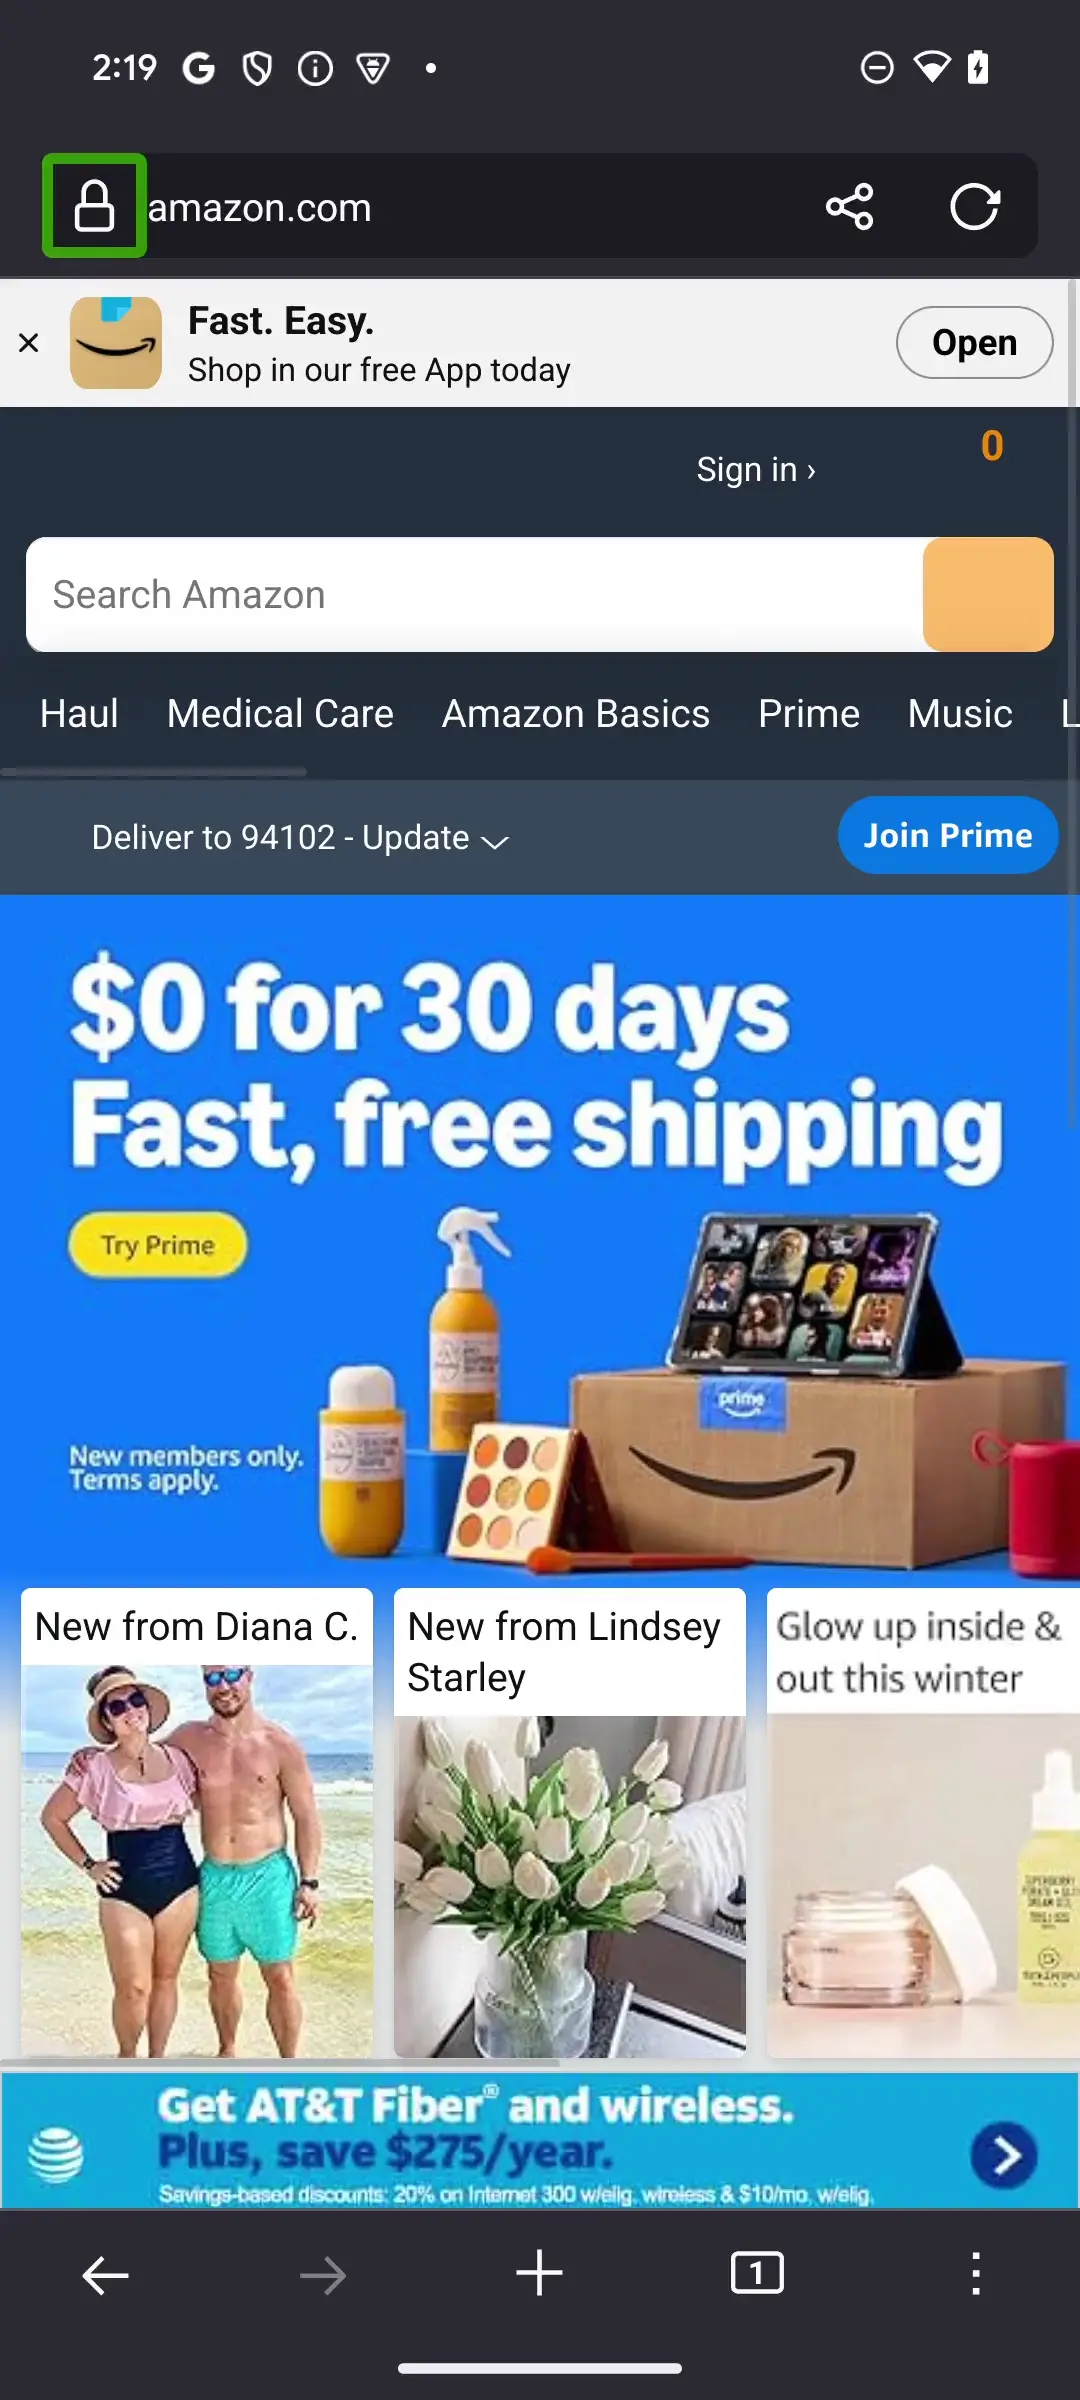 2:19
amazon.com
Fast. Easy.
Shop in our free App today
Open
Sign in ›
0
Search Amazon
Haul Medical Care Amazon Basics Prime Music L
Deliver to 94102 - Update
Join Prime
$0 for 30 days
Fast, free shipping
Try Prime
prime
New members only.
Terms apply.
New from Diana C.
New from Lindsey
Starley
Glow up inside &
out this winter
Get AT&T Fiber® and wireless.
Plus, save $275/year.
Savings-based discounts: 20% on Internet 300 w/elig. wireless & $10/mo. w/elig.
1